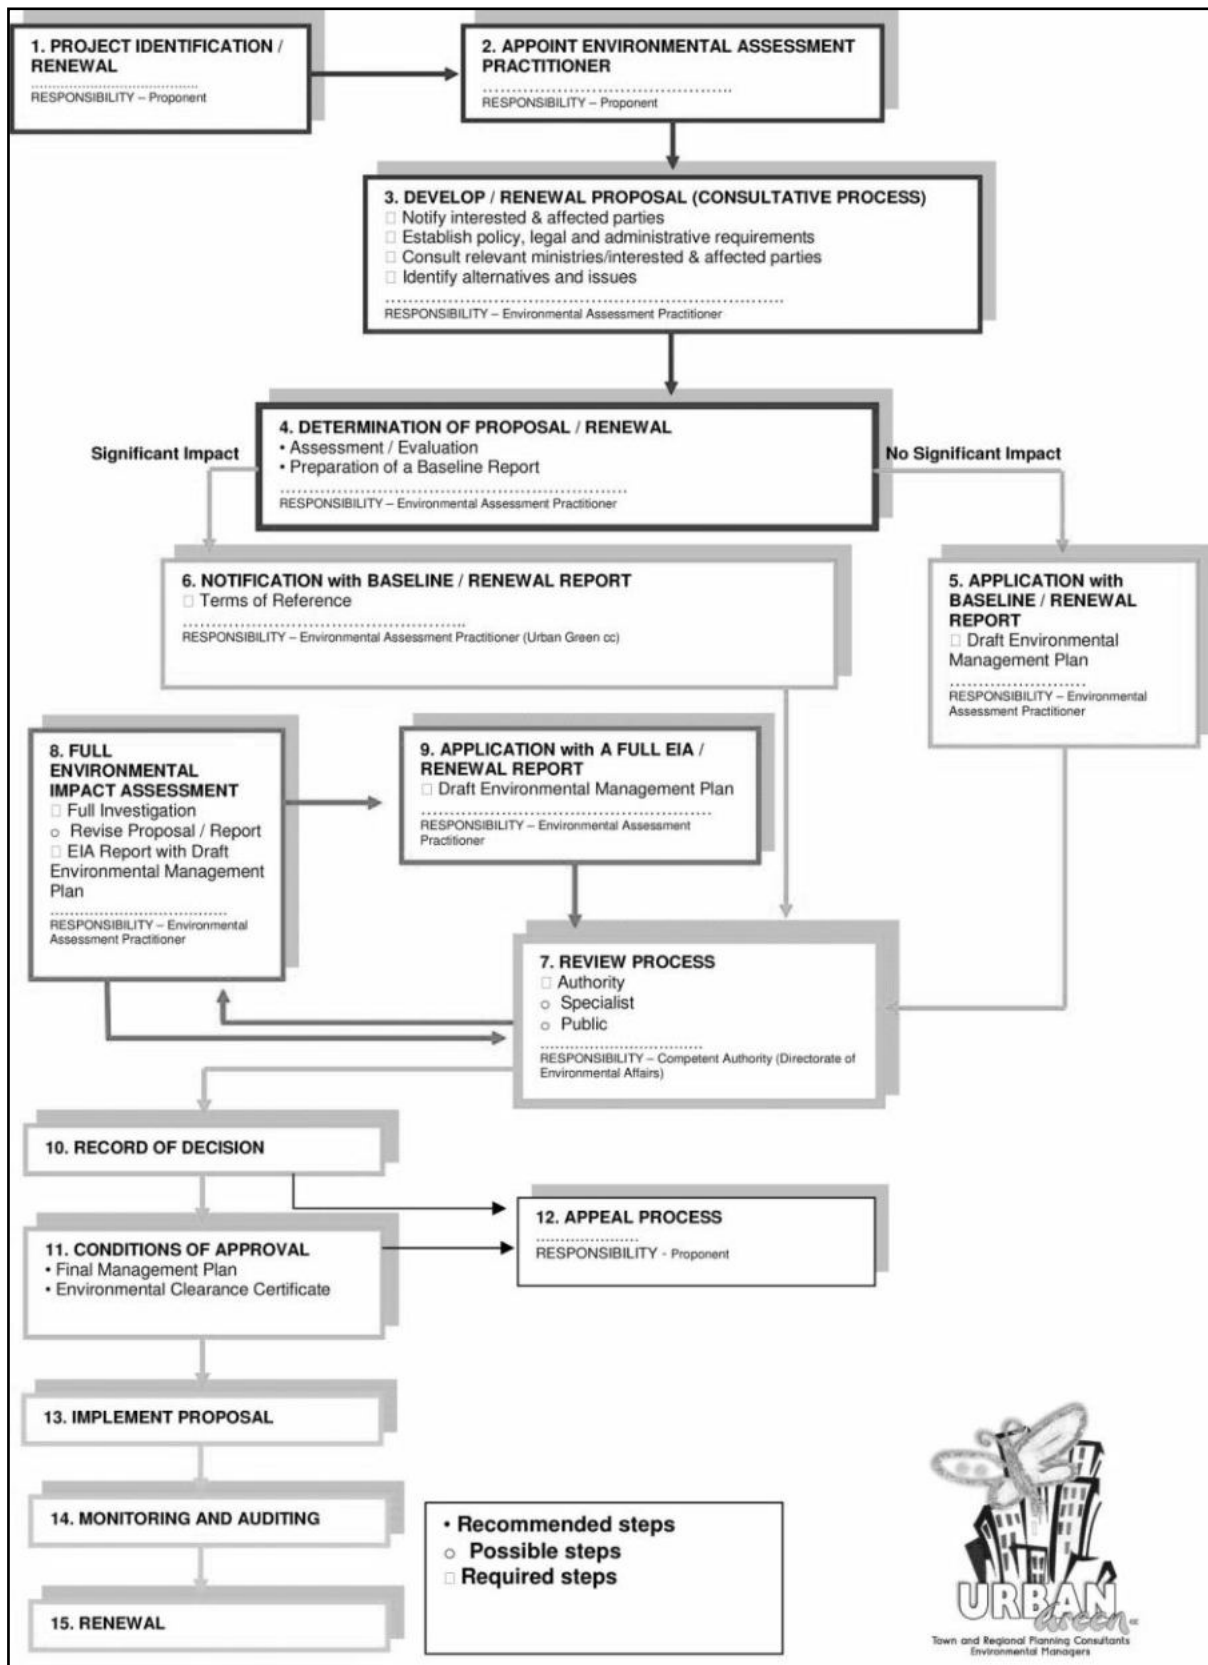 1. PROJECT IDENTIFICATION /
RENEWAL
............................................
RESPONSIBILITY – Proponent
2. APPOINT ENVIRONMENTAL ASSESSMENT
PRACTITIONER
............................................
RESPONSIBILITY – Proponent
3. DEVELOP / RENEWAL PROPOSAL (CONSULTATIVE PROCESS)
□ Notify interested & affected parties
□ Establish policy, legal and administrative requirements
□ Consult relevant ministries/interested & affected parties
□ Identify alternatives and issues
............................................
RESPONSIBILITY – Environmental Assessment Practitioner
4. DETERMINATION OF PROPOSAL / RENEWAL
• Assessment / Evaluation
• Preparation of a Baseline Report
............................................
RESPONSIBILITY – Environmental Assessment Practitioner
Significant Impact
No Significant Impact
6. NOTIFICATION with BASELINE / RENEWAL REPORT
□ Terms of Reference
............................................
RESPONSIBILITY – Environmental Assessment Practitioner (Urban Green cc)
5. APPLICATION with
BASELINE / RENEWAL
REPORT
□ Draft Environmental
Management Plan
........................
RESPONSIBILITY – Environmental
Assessment Practitioner
8. FULL
ENVIRONMENTAL
IMPACT ASSESSMENT
□ Full Investigation
o Revise Proposal / Report
□ EIA Report with Draft
Environmental Management
Plan
....................................
RESPONSIBILITY – Environmental
Assessment Practitioner
9. APPLICATION with A FULL EIA /
RENEWAL REPORT
□ Draft Environmental Management Plan
............................................
RESPONSIBILITY – Environmental Assessment
Practitioner
7. REVIEW PROCESS
□ Authority
o Specialist
o Public
................................
RESPONSIBILITY – Competent Authority (Directorate of
Environmental Affairs)
10. RECORD OF DECISION
11. CONDITIONS OF APPROVAL
• Final Management Plan
• Environmental Clearance Certificate
12. APPEAL PROCESS
......................
RESPONSIBILITY - Proponent
13. IMPLEMENT PROPOSAL
14. MONITORING AND AUDITING
15. RENEWAL
• Recommended steps
o Possible steps
□ Required steps
URBAN
Green cc
Town and Regional Planning Consultants
Environmental Managers